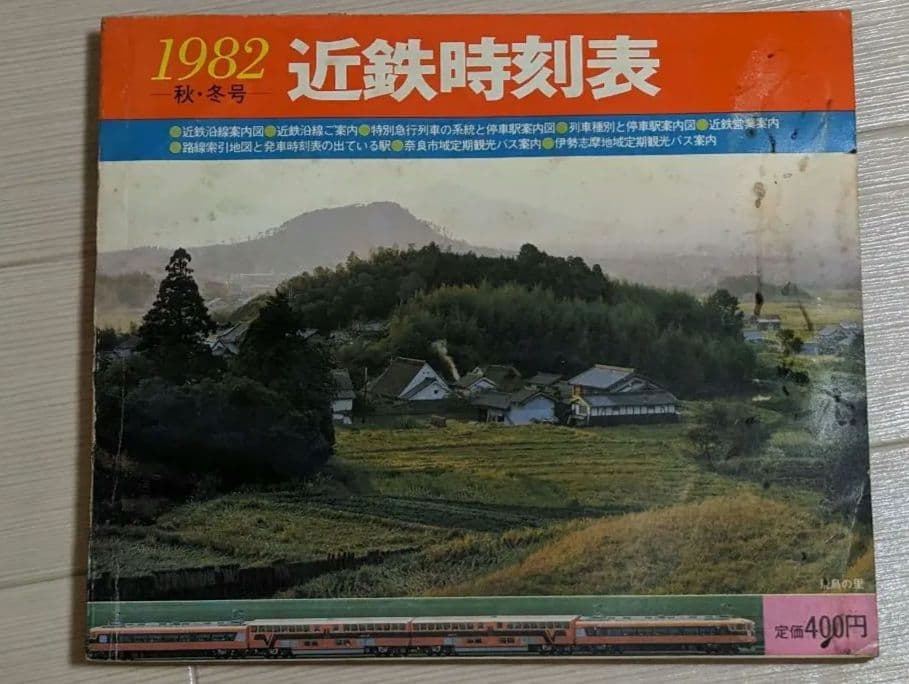 1982 近鉄時刻表
秋・冬号
●近鉄沿線案内図●近鉄沿線ご案内●特別急行列車の系統と停車駅案内図●列車種別と停車駅案内図●近鉄営業案内
●路線索引地図と発車時刻表の出ている駅●奈良市域定期観光バス案内●伊勢志摩地域定期観光バス案内
鳥の里
定価400円